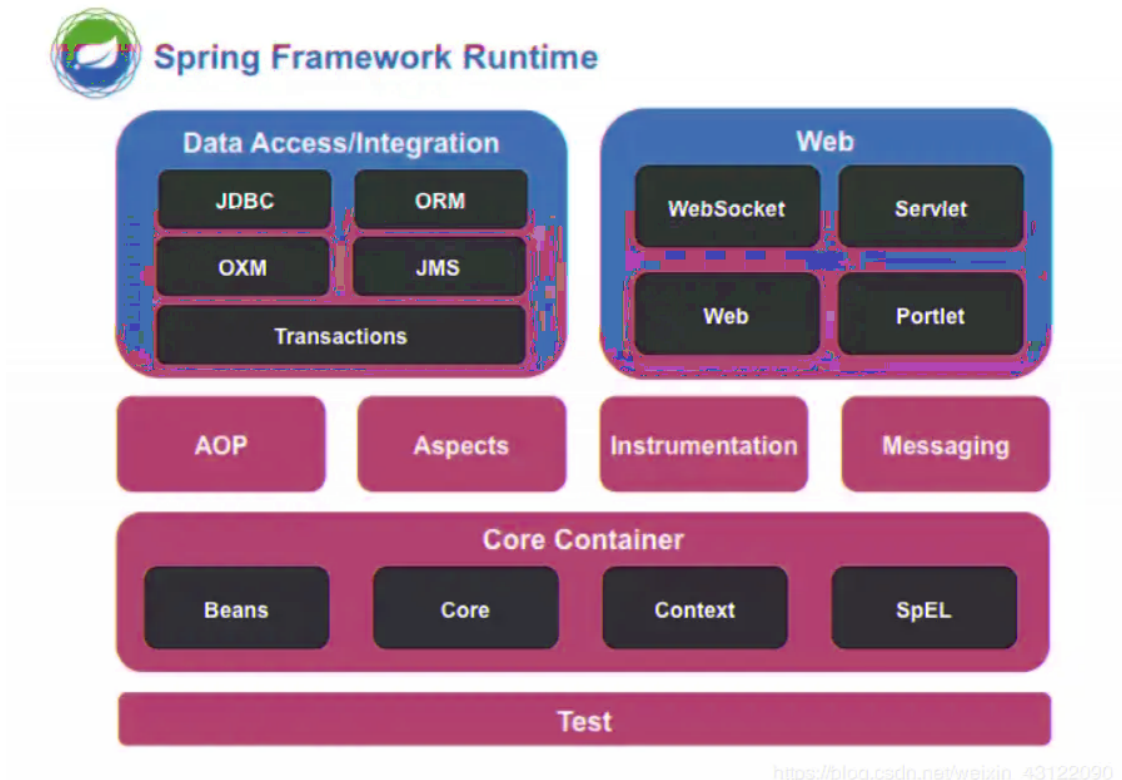 Spring Framework Runtime
Data Access/Integration
JDBC ORM
OXM JMS
Transactions
Web
WebSocket Servlet
Web Portlet
AOP Aspects Instrumentation Messaging
Core Container
Beans Core Context SpEL
Test
https://blog.csdn.net/weixin_43122090